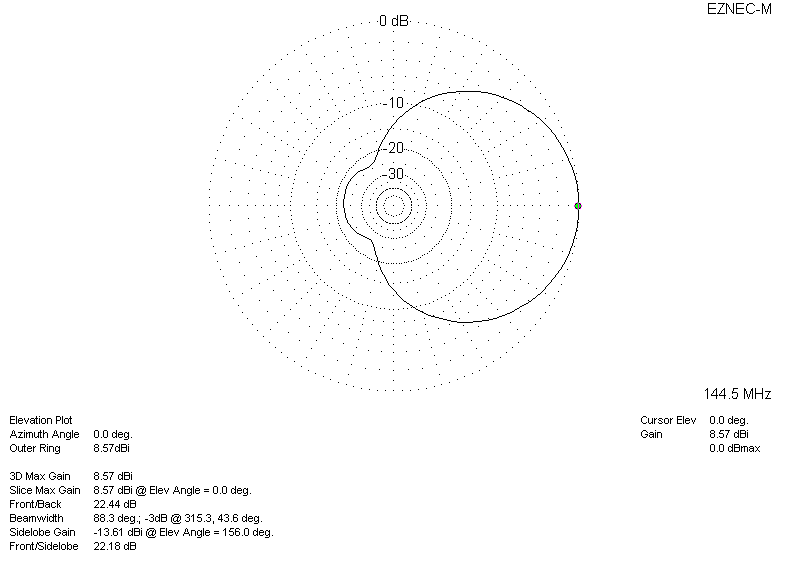 EZNEC-M
0 dB
-10
-20
-30
144.5 MHz
Elevation Plot
Azimuth Angle 0.0 deg.
Outer Ring 8.57dBi
Cursor Elev 0.0 deg.
Gain 8.57 dBi
0.0 dBmax
3D Max Gain 8.57 dBi
Slice Max Gain 8.57 dBi @ Elev Angle = 0.0 deg.
Front/Back 22.44 dB
Beamwidth 88.3 deg.; -3dB @ 315.3, 43.6 deg.
Sidelobe Gain -13.61 dBi @ Elev Angle = 156.0 deg.
Front/Sidelobe 22.18 dB